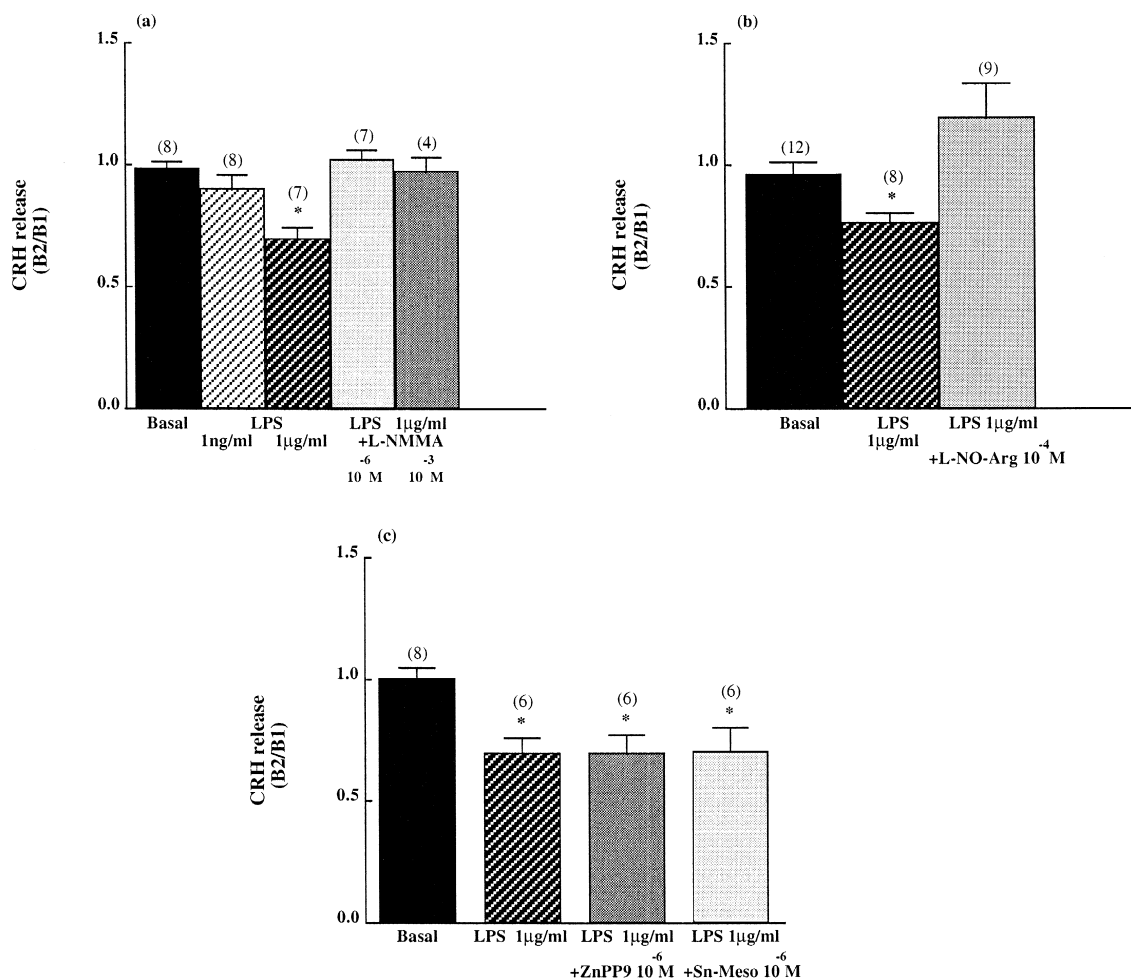 (a)
1.5
(8)
(8)
(7)
*
(7)
(4)
1.0
0.5
0.0
CRH release
(B2/B1)
Basal
LPS
1ng/ml
1μg/ml
LPS 1μg/ml
+L-NMMA
-6 -3
10 M 10 M
(b)
1.5
(12)
(8)
*
(9)
1.0
0.5
0.0
CRH release
(B2/B1)
Basal
LPS
1μg/ml
LPS 1μg/ml
-4
+L-NO-Arg 10 M
(c)
1.5
(8)
(6)
*
(6)
*
(6)
*
1.0
0.5
0.0
CRH release
(B2/B1)
Basal
LPS 1μg/ml
LPS 1μg/ml
-6
+ZnPP9 10 M
LPS 1μg/ml
-6
+Sn-Meso 10 M